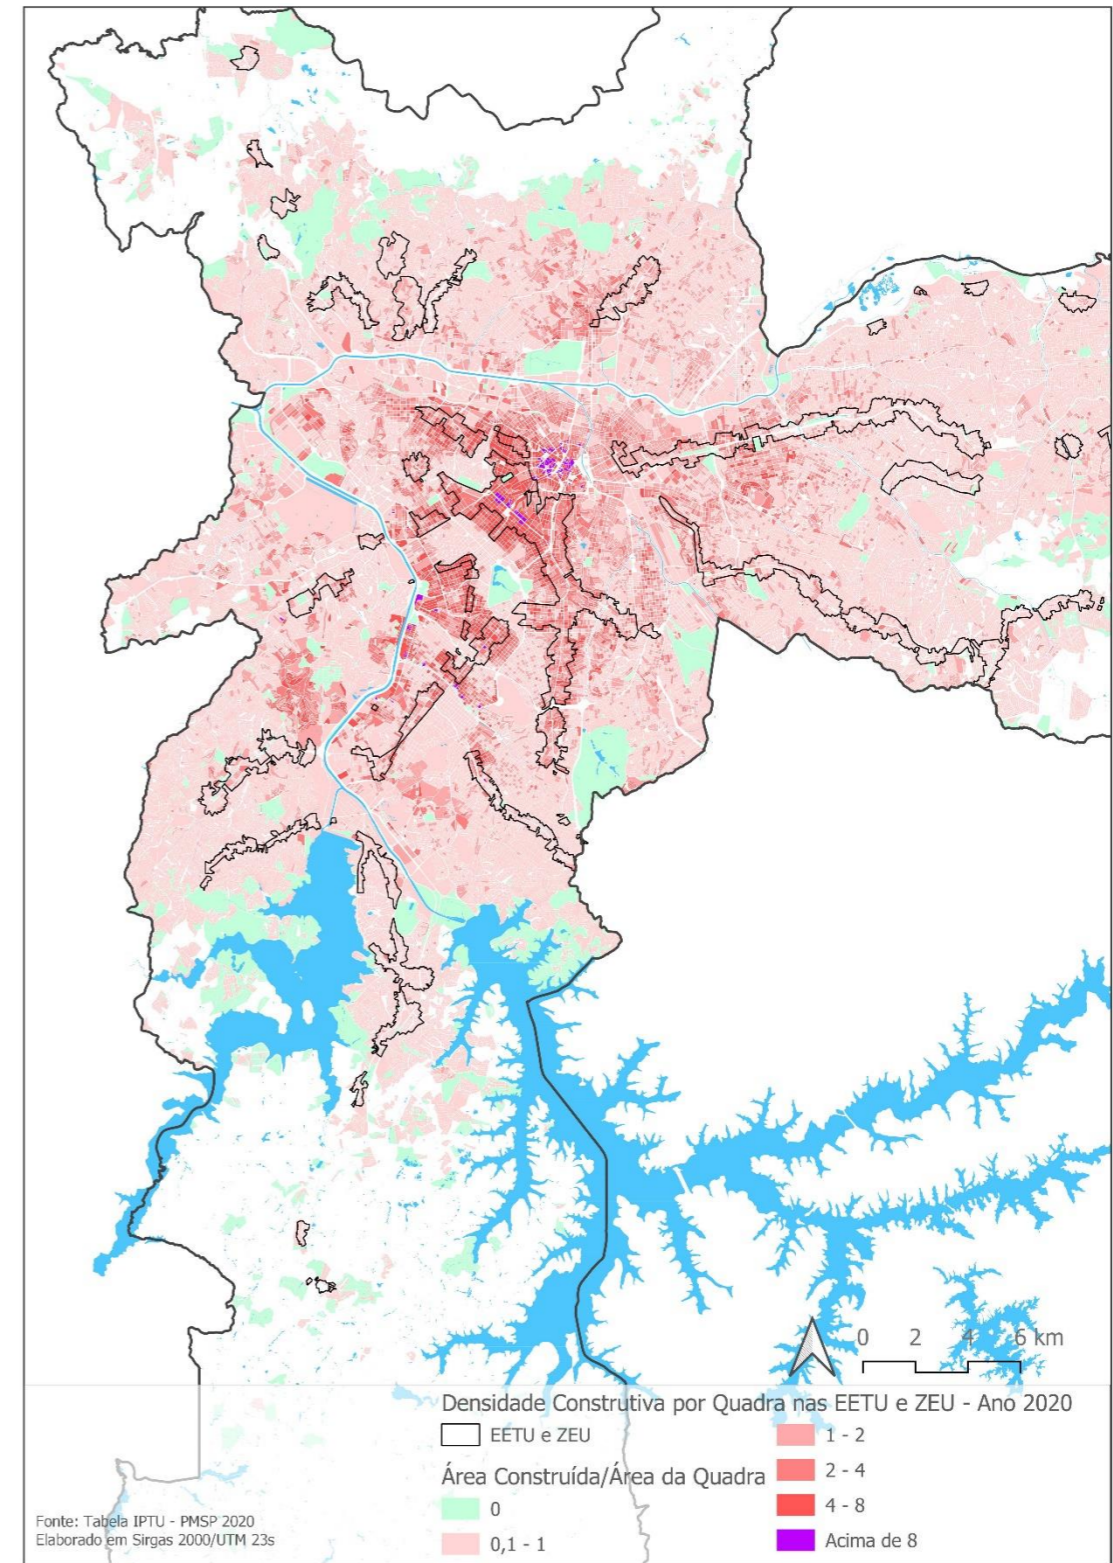 0 2 4 6 km
Densidade Construtiva por Quadra nas EETU e ZEU - Ano 2020
EETU e ZEU
Área Construída/Área da Quadra
0
0,1 - 1
1 - 2
2 - 4
4 - 8
Acima de 8
Fonte: Tabela IPTU - PMSP 2020
Elaborado em Sirgas 2000/UTM 23s